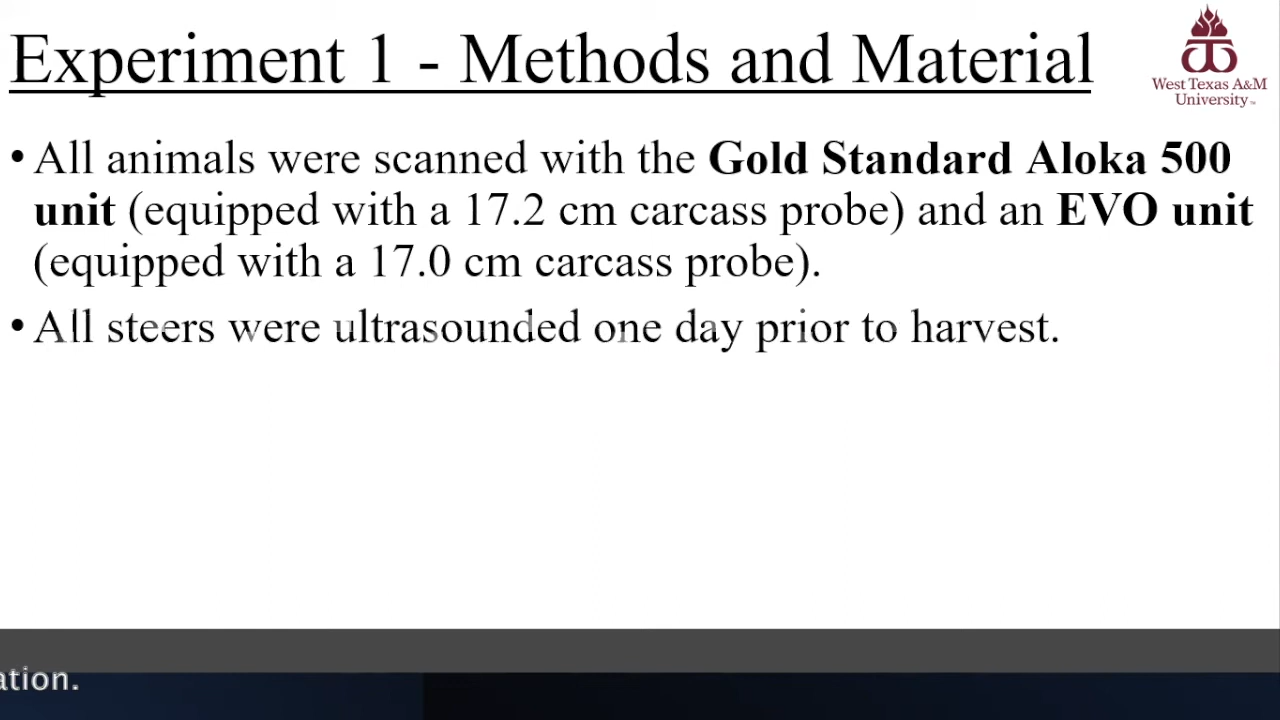 Experiment 1 - Methods and Material
West Texas A&M
University™
• All animals were scanned with the Gold Standard Aloka 500
unit (equipped with a 17.2 cm carcass probe) and an EVO unit
(equipped with a 17.0 cm carcass probe).
• All steers were ultrasounded one day prior to harvest.
ation.